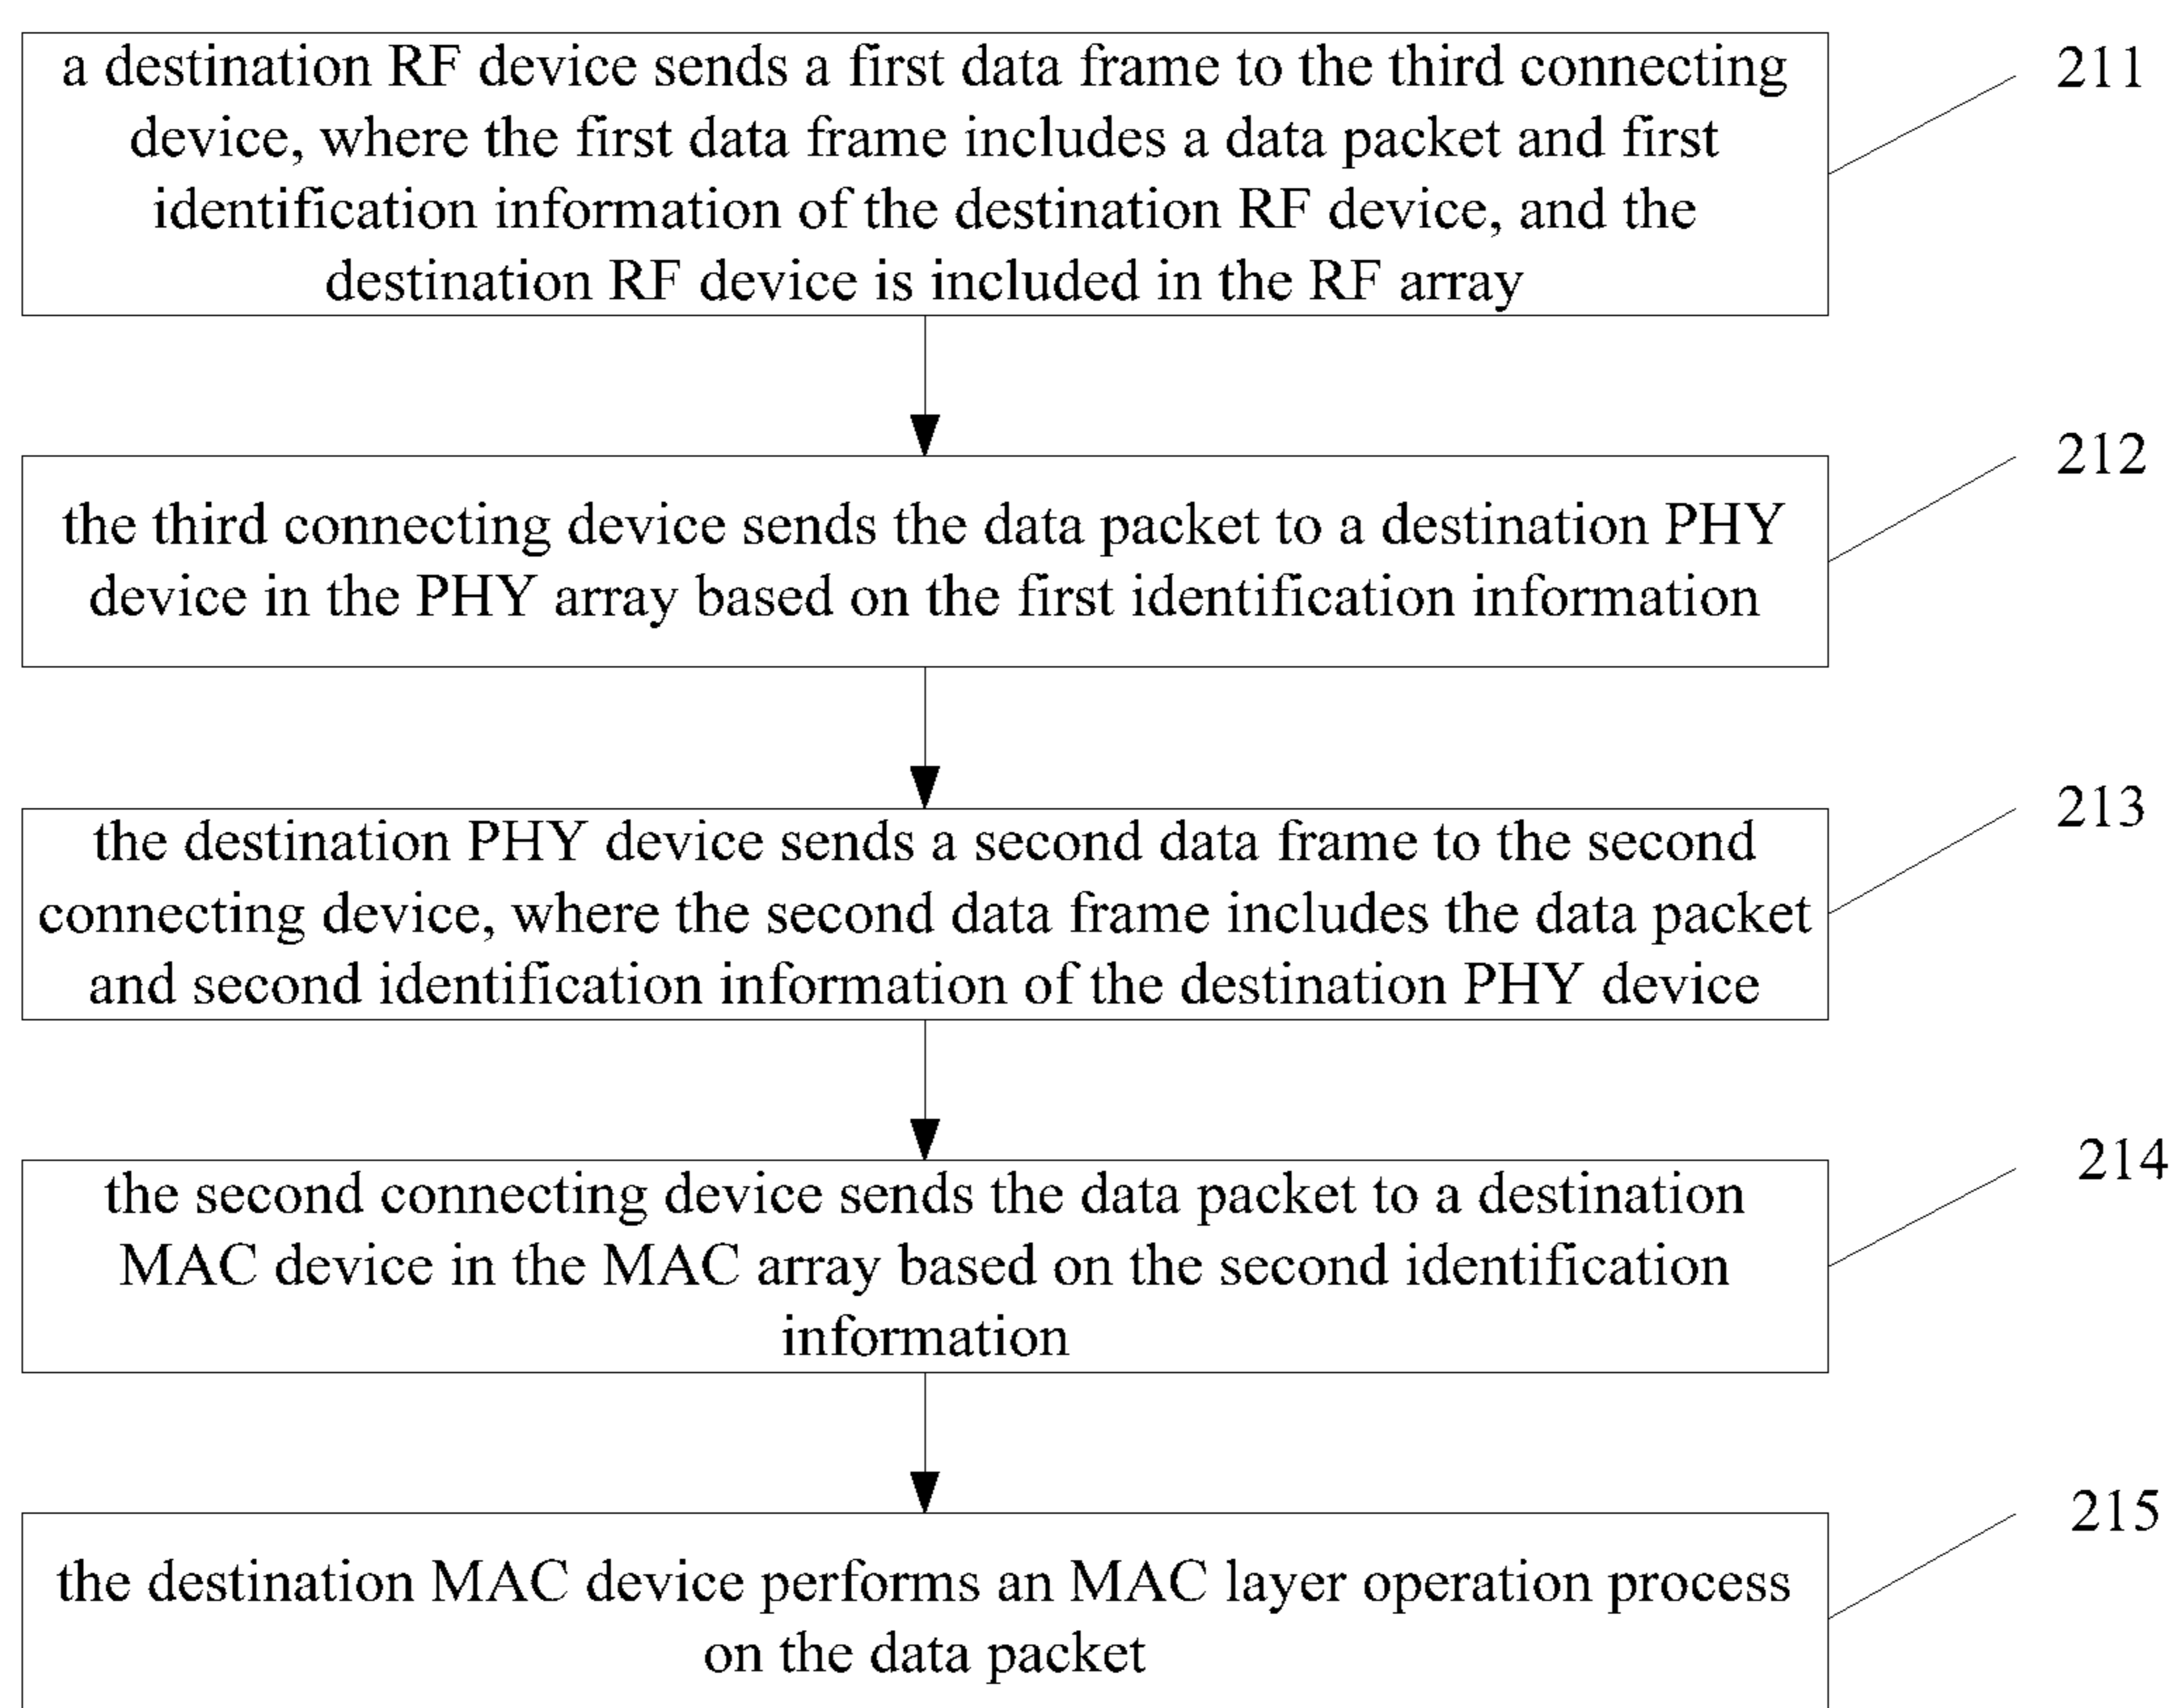 a destination RF device sends a first data frame to the third connecting
device, where the first data frame includes a data packet and first
identification information of the destination RF device, and the
destination RF device is included in the RF array
211
the third connecting device sends the data packet to a destination PHY
device in the PHY array based on the first identification information
212
the destination PHY device sends a second data frame to the second
connecting device, where the second data frame includes the data packet
and second identification information of the destination PHY device
213
the second connecting device sends the data packet to a destination
MAC device in the MAC array based on the second identification
information
214
the destination MAC device performs an MAC layer operation process
on the data packet
215